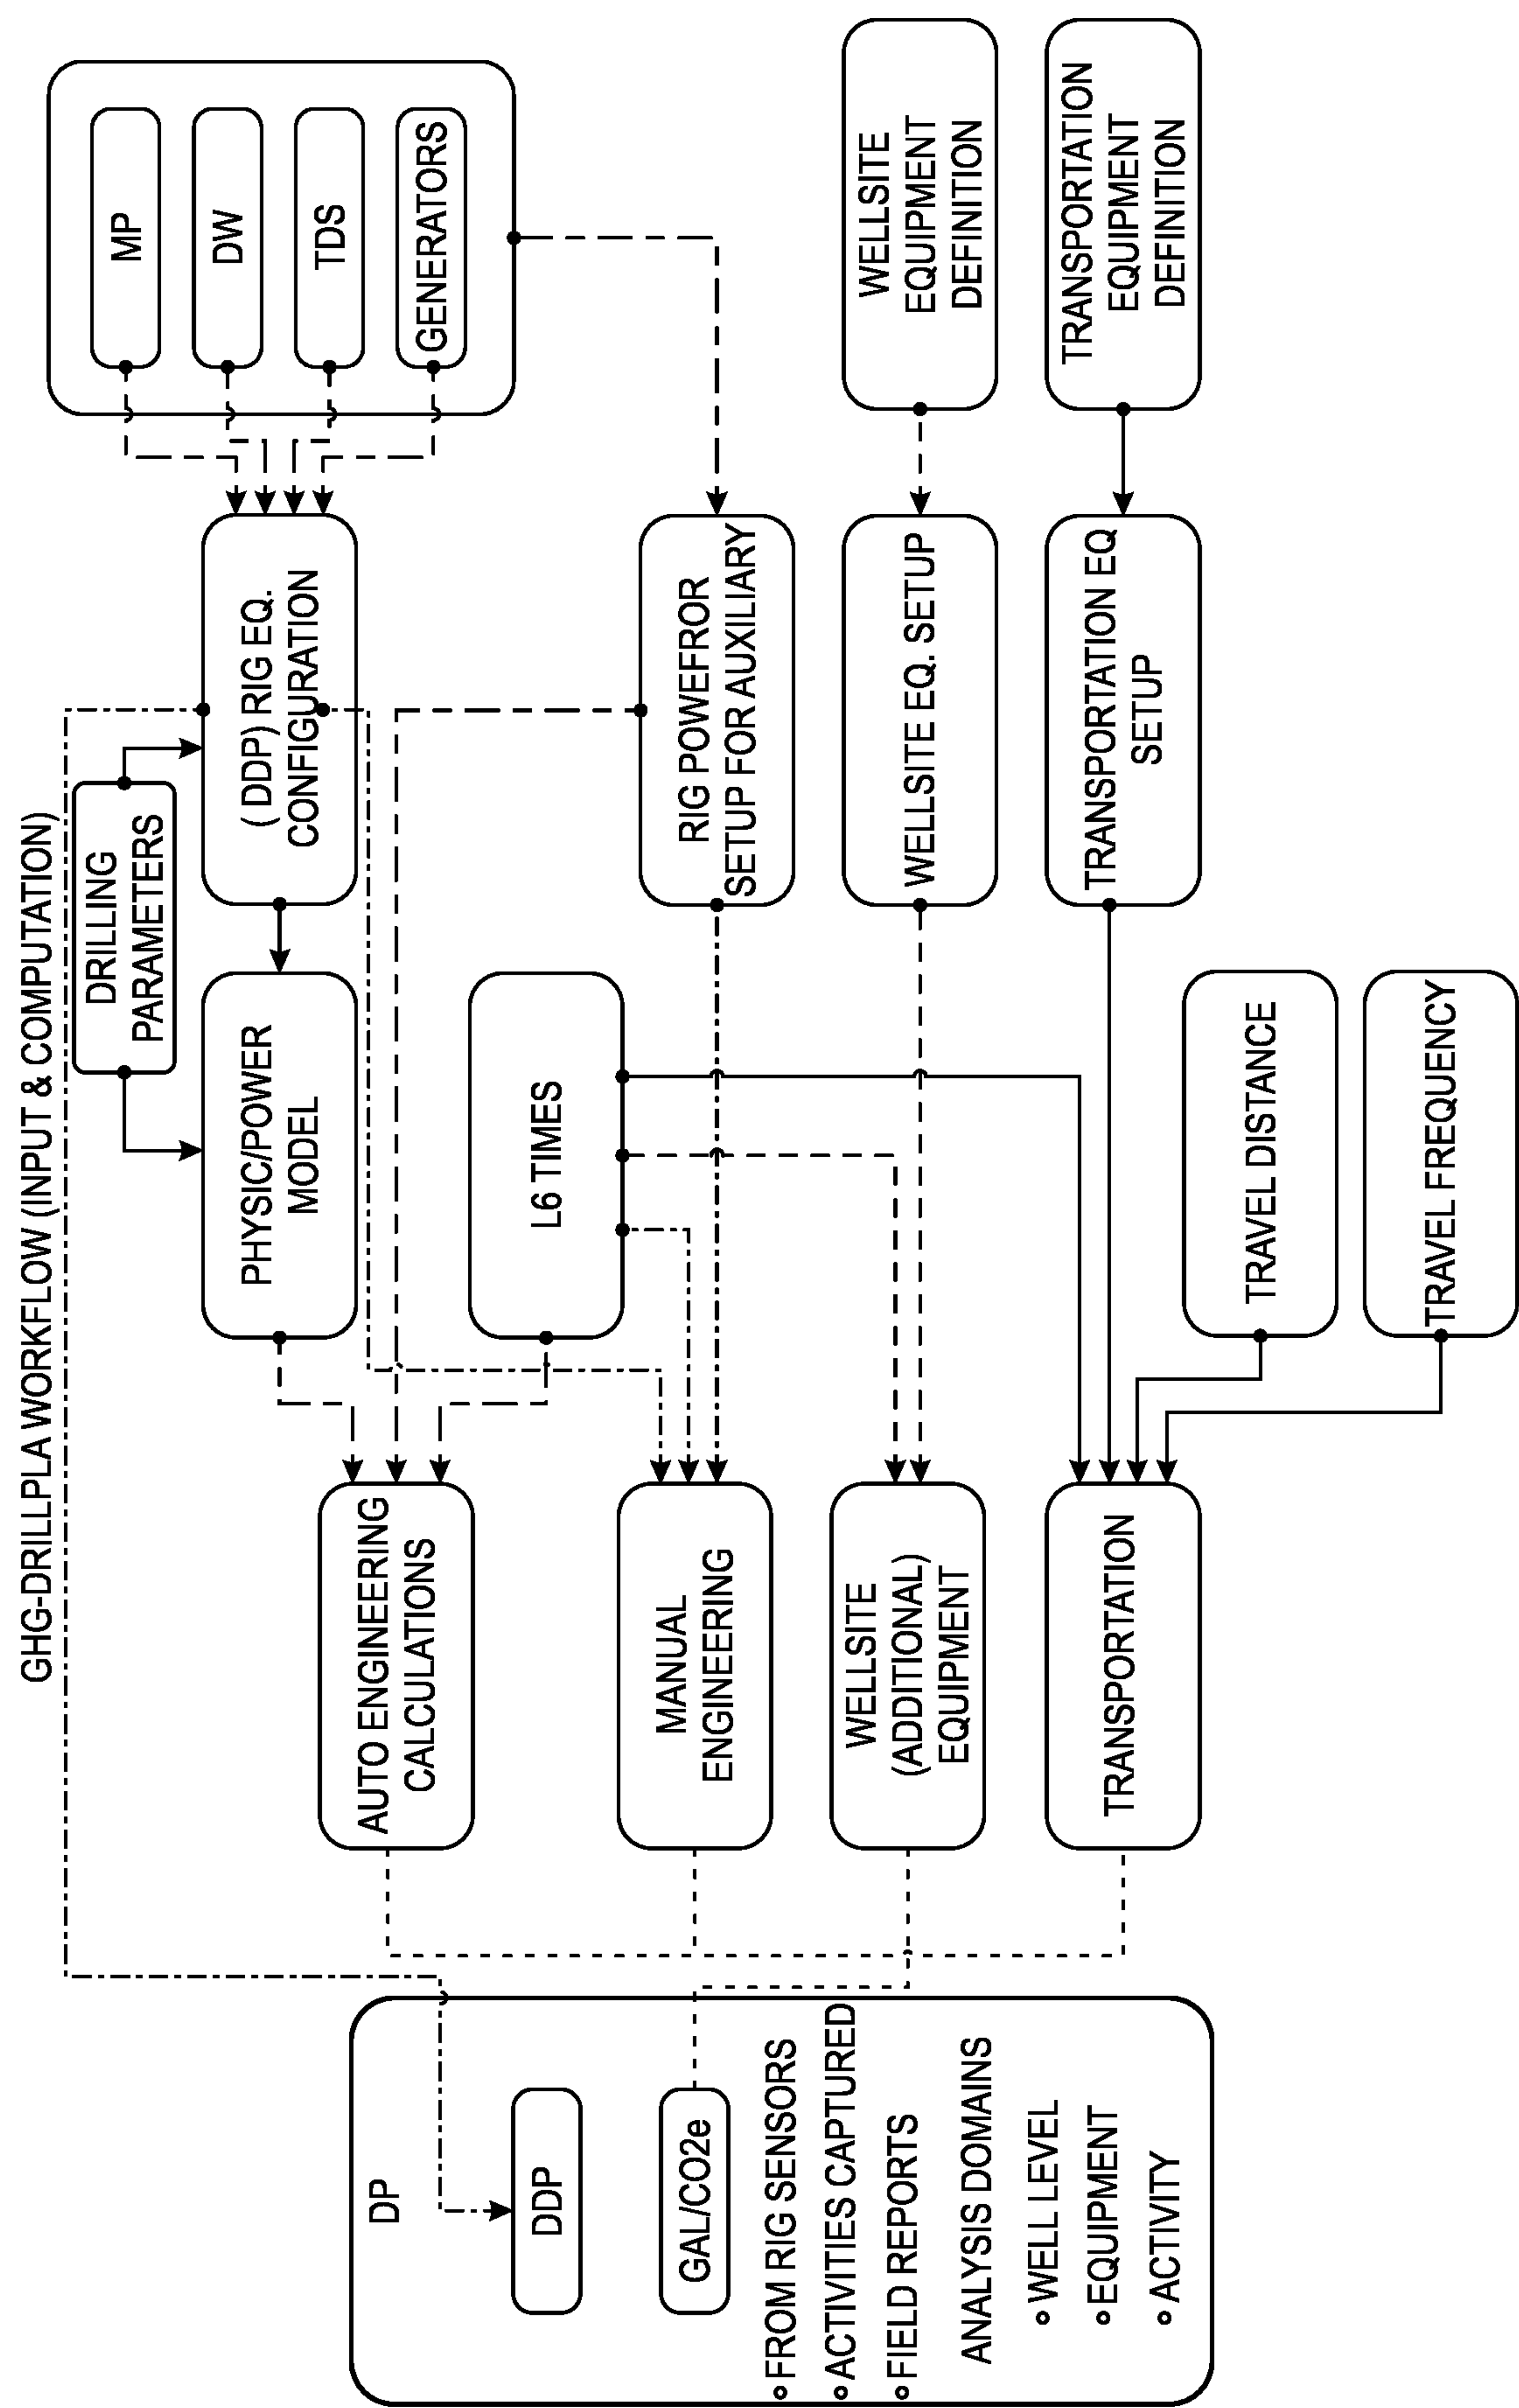 GHG-DRILLPLA WORKFLOW (INPUT & COMPUTATION)
DP
DDP
GAL/CO2e
FROM RIG SENSORS
ACTIVITIES CAPTURED
FIELD REPORTS
ANALYSIS DOMAINS
WELL LEVEL
EQUIPMENT
ACTIVITY
AUTO ENGINEERING
CALCULATIONS
MANUAL
ENGINEERING
WELLSITE
(ADDITIONAL)
EQUIPMENT
TRANSPORTATION
DRILLING
PARAMETERS
PHYSIC/POWER
MODEL
L6 TIMES
TRAVEL DISTANCE
TRAVEL FREQUENCY
( DDP) RIG EQ.
CONFIGURATION
RIG POWEFROR
SETUP FOR AUXILIARY
WELLSITE EQ. SETUP
TRANSPORTATION EQ
SETUP
MP
DW
TDS
GENERATORS
WELLSITE
EQUIPMENT
DEFINITION
TRANSPORTATION
EQUIPMENT
DEFINITION